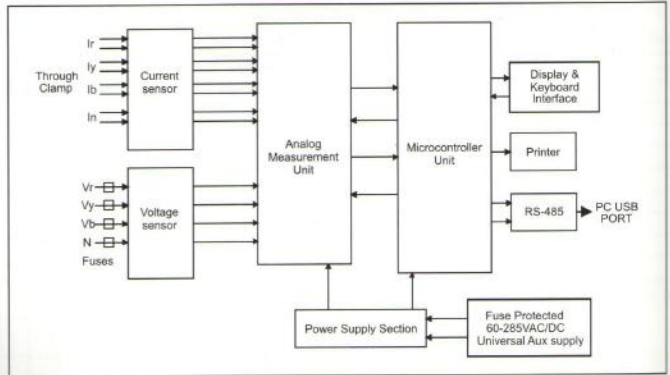 Ir
Iy
Ib
In
Through
Clamp
Current
sensor
Vr
Vy
Vb
N
Fuses
Voltage
sensor
Analog
Measurement
Unit
Microcontroller
Unit
Display &
Keyboard
Interface
Printer
RS-485
PC USB
PORT
Power Supply Section
Fuse Protected
60-285VAC/DC
Universal Aux supply